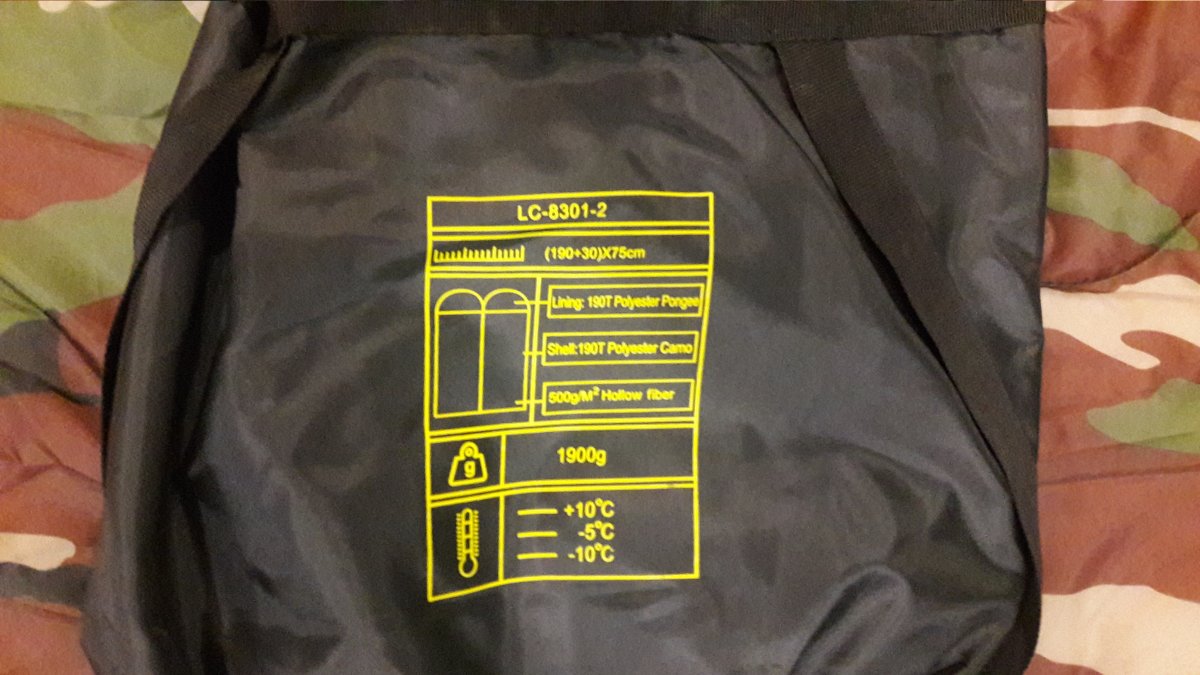 LC-8301-2
(190+30)X75cm
Lining: 190T Polyester Pongee
Shell:190T Polyester Camo
500g/M² Hollow fiber
g
1900g
+10°C
-5°C
-10°C